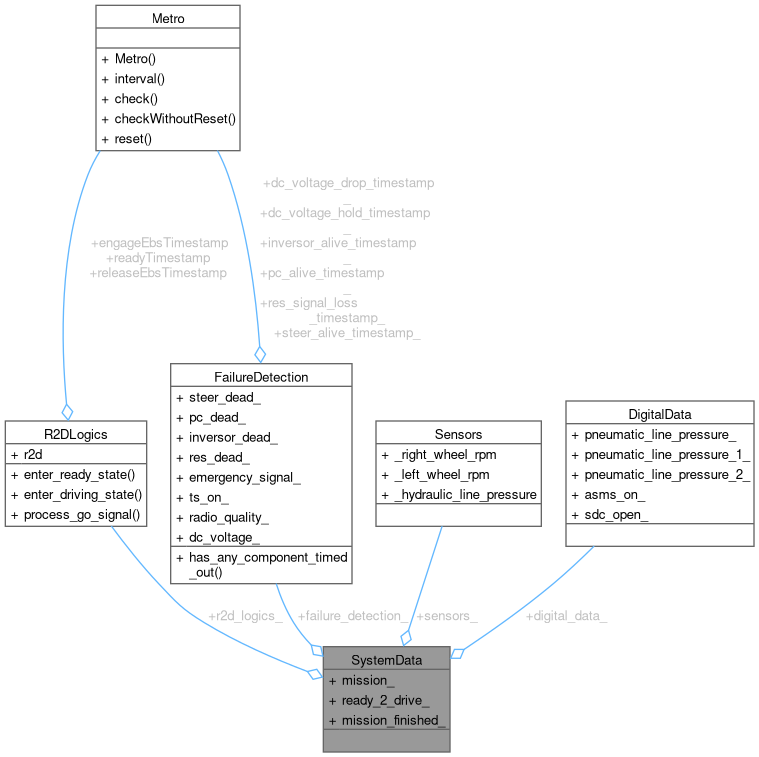 Metro
+ Metro()
+ interval()
+ check()
+ checkWithoutReset()
+ reset()
+engageEbsTimestamp
+readyTimestamp
+releaseEbsTimestamp
+dc_voltage_drop_timestamp
_
+dc_voltage_hold_timestamp
_
+inversor_alive_timestamp
_
+pc_alive_timestamp
_
+res_signal_loss
_timestamp_
+steer_alive_timestamp_
R2DLogics
+ r2d
+ enter_ready_state()
+ enter_driving_state()
+ process_go_signal()
FailureDetection
+ steer_dead_
+ pc_dead_
+ inversor_dead_
+ res_dead_
+ emergency_signal_
+ ts_on_
+ radio_quality_
+ dc_voltage_
+ has_any_component_timed
_out()
Sensors
+ _right_wheel_rpm
+ _left_wheel_rpm
+ _hydraulic_line_pressure
DigitalData
+ pneumatic_line_pressure_
+ pneumatic_line_pressure_1_
+ pneumatic_line_pressure_2_
+ asms_on_
+ sdc_open_
+r2d_logics_
+failure_detection_
+sensors_
+digital_data_
SystemData
+ mission_
+ ready_2_drive_
+ mission_finished_